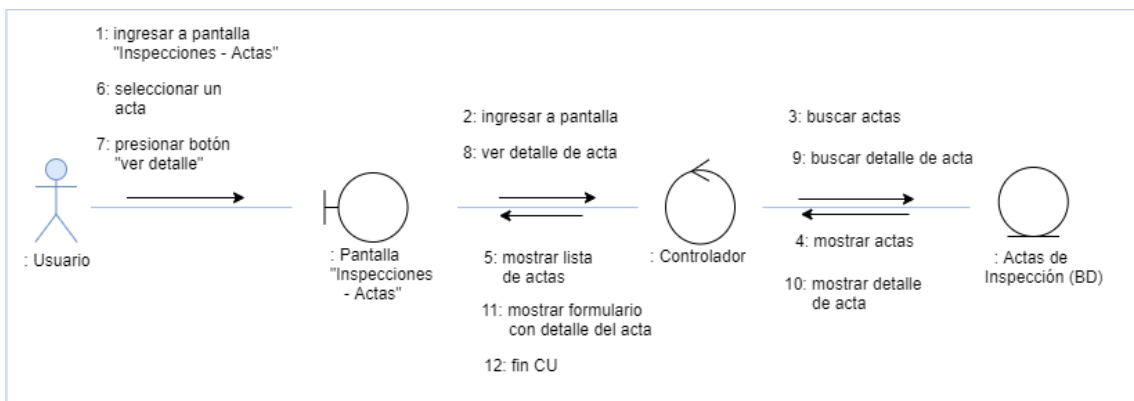 1: ingresar a pantalla
"Inspecciones - Actas"
6: seleccionar un
acta
7: presionar botón
"ver detalle"
: Usuario
: Pantalla
"Inspecciones
- Actas"
2: ingresar a pantalla
8: ver detalle de acta
5: mostrar lista
de actas
11: mostrar formulario
con detalle del acta
12: fin CU
: Controlador
3: buscar actas
9: buscar detalle de acta
4: mostrar actas
10: mostrar detalle
de acta
: Actas de
Inspección (BD)